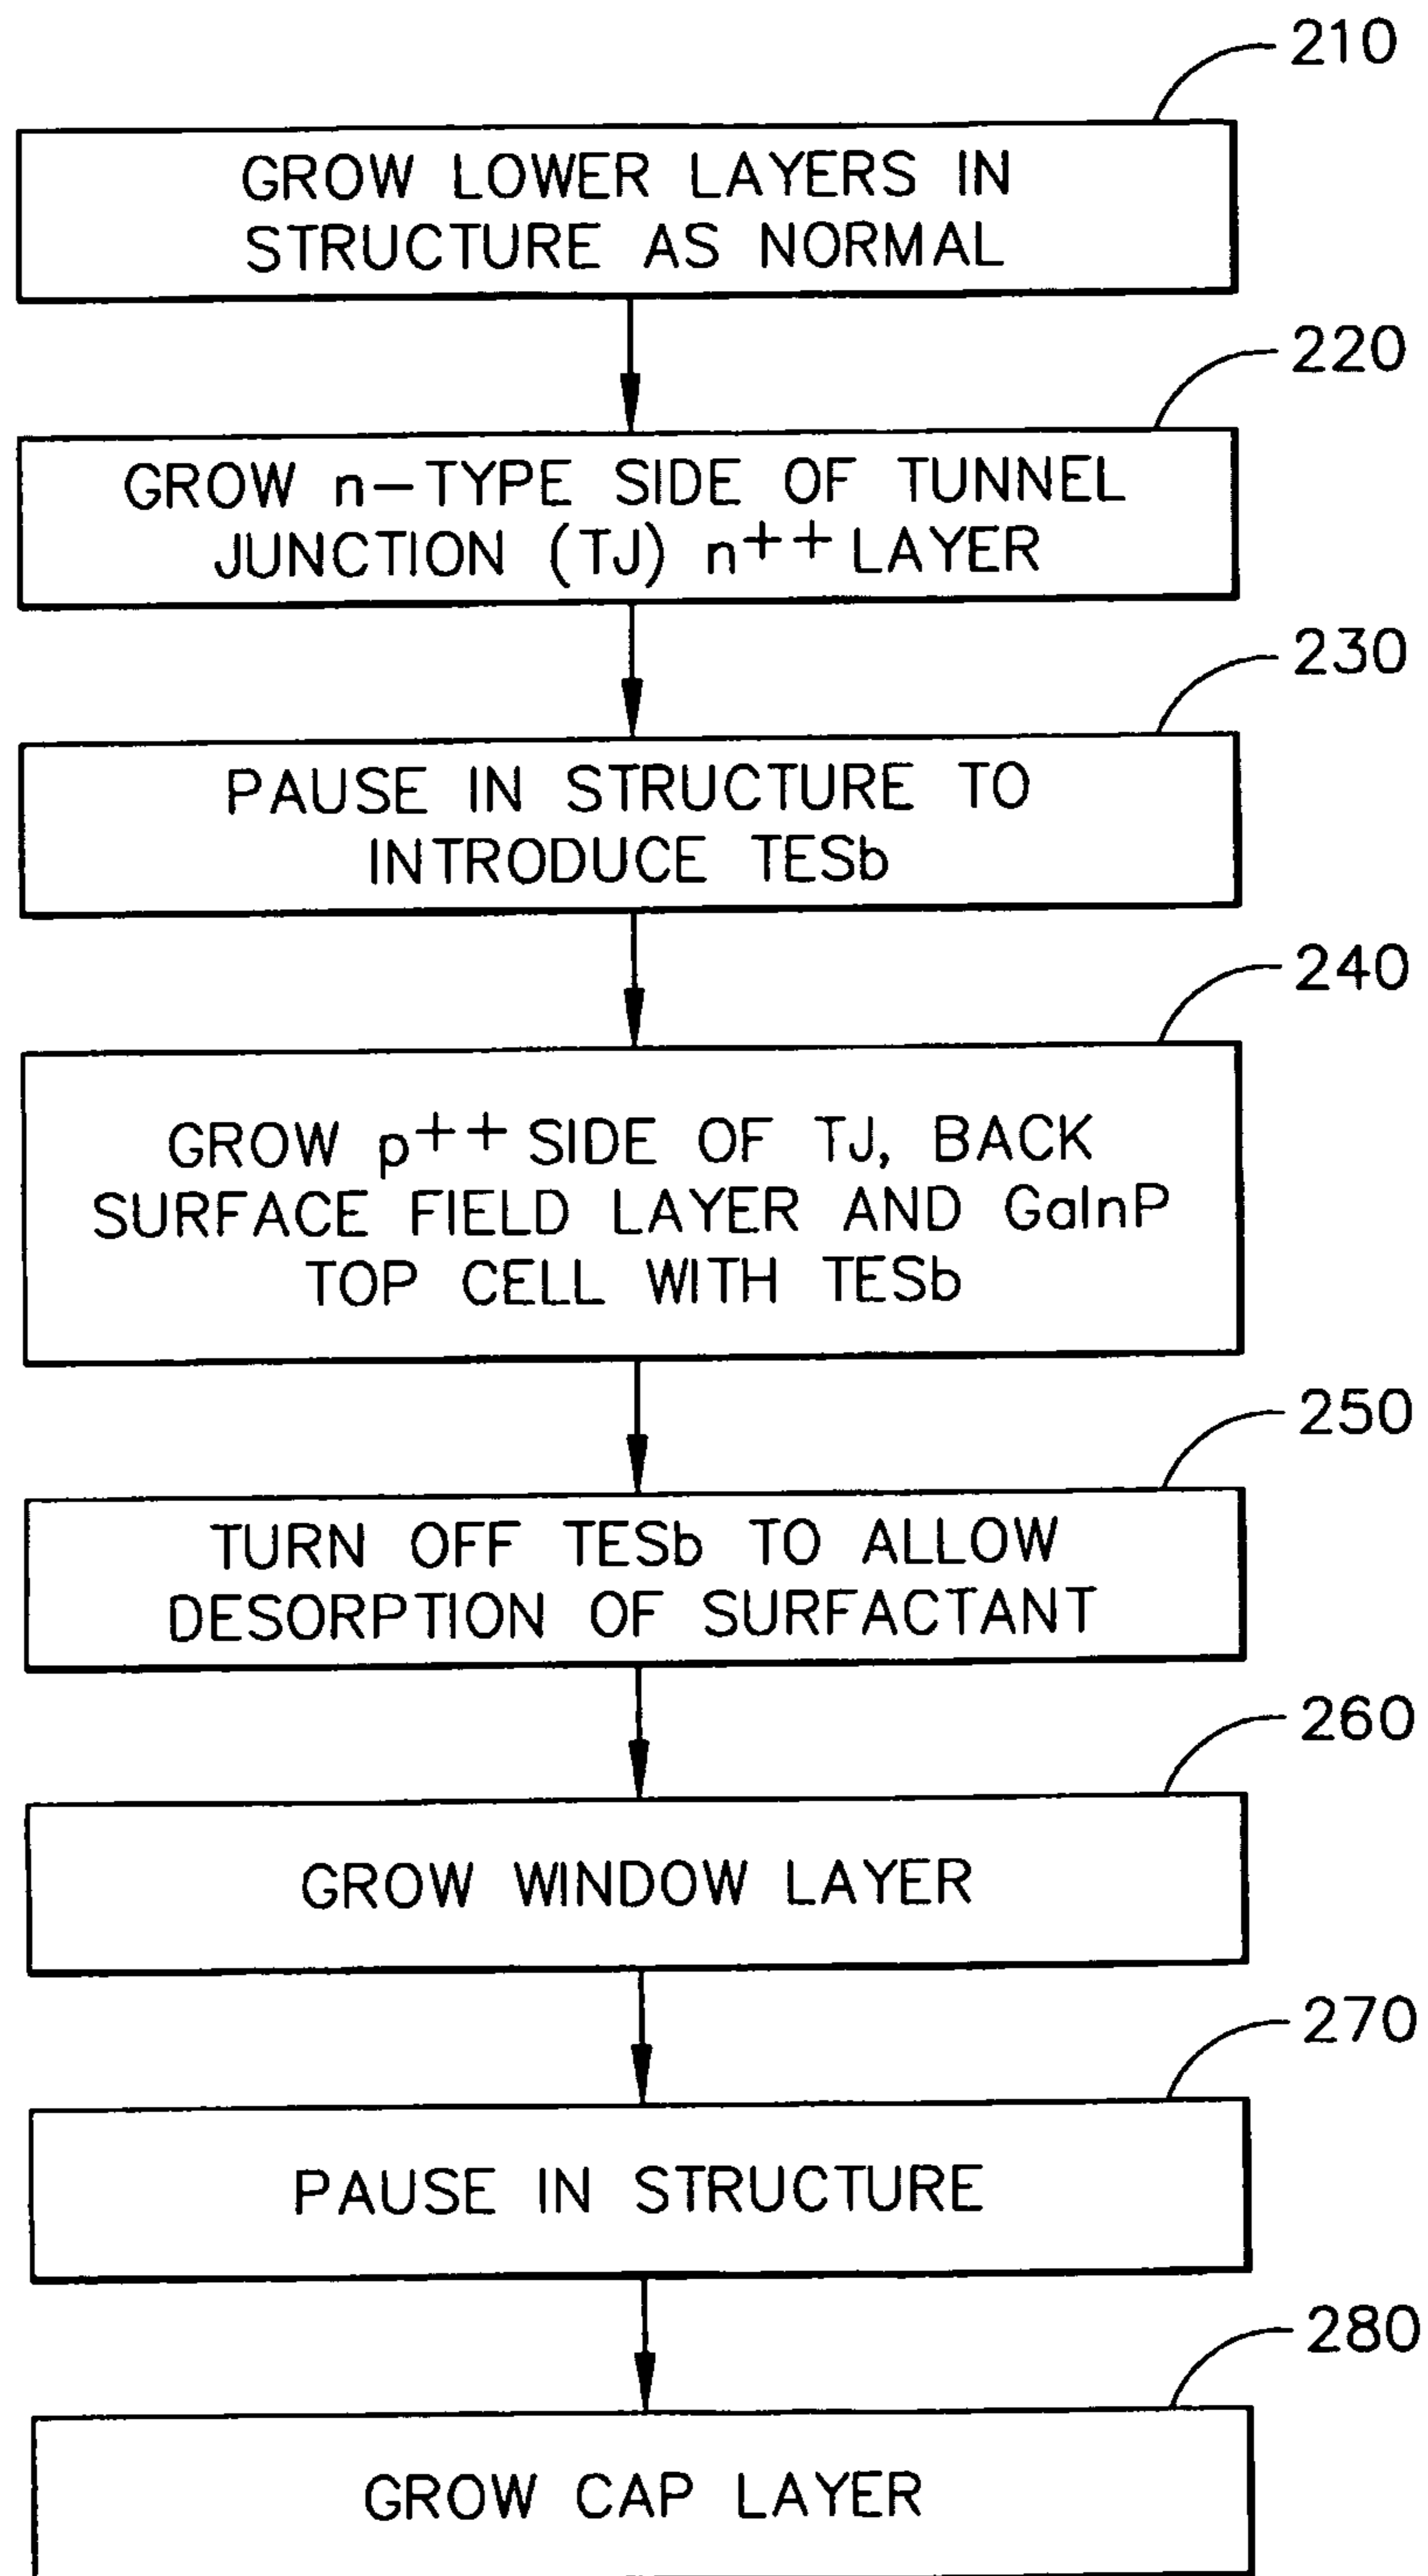 210
GROW LOWER LAYERS IN
STRUCTURE AS NORMAL
220
GROW n-TYPE SIDE OF TUNNEL
JUNCTION (TJ) n++ LAYER
230
PAUSE IN STRUCTURE TO
INTRODUCE TESb
240
GROW p++ SIDE OF TJ, BACK
SURFACE FIELD LAYER AND GaInP
TOP CELL WITH TESb
250
TURN OFF TESb TO ALLOW
DESORPTION OF SURFACTANT
260
GROW WINDOW LAYER
270
PAUSE IN STRUCTURE
280
GROW CAP LAYER